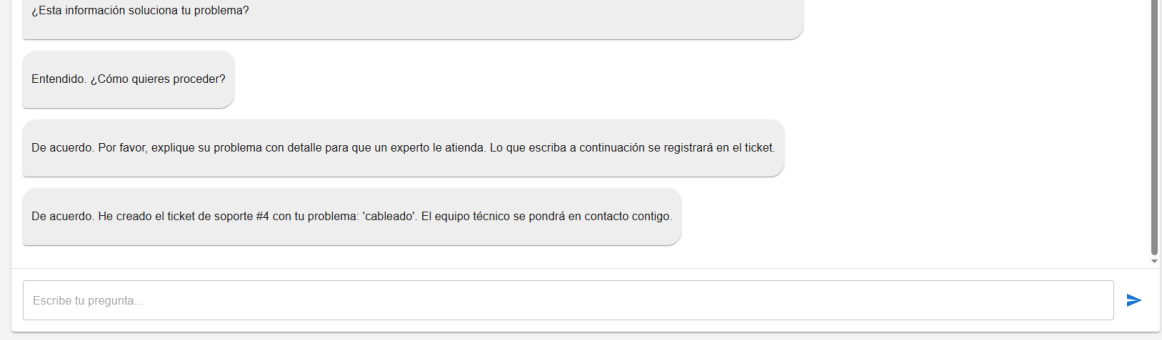 ¿Esta información soluciona tu problema?
Entendido. ¿Cómo quieres proceder?
De acuerdo. Por favor, explique su problema con detalle para que un experto le atienda. Lo que escriba a continuación se registrará en el ticket.
De acuerdo. He creado el ticket de soporte #4 con tu problema: 'cableado'. El equipo técnico se pondrá en contacto contigo.
Escribe tu pregunta...